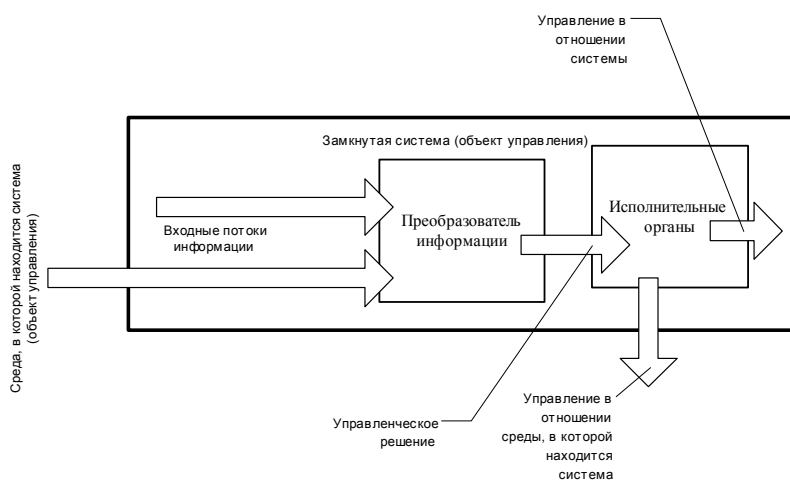 Управление в
отношении
системы
Замкнутая система (объект управления)
Среда, в которой находится система
(объект управления)
Входные потоки
информации
Преобразователь
информации
Исполнительные
органы
Управленческое
решение
Управление в
отношении
среды, в которой
находится
система